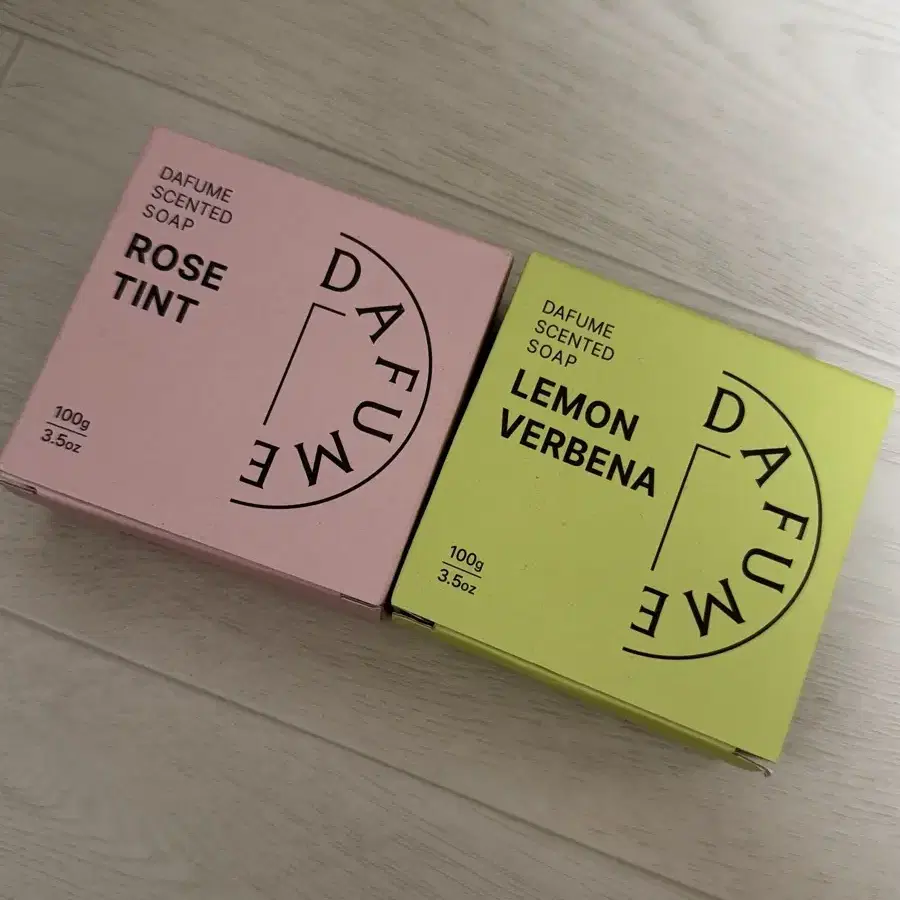 DAFUME
SCENTED
SOAP
ROSE
TINT
100g
3.5oz
DAFUME
DAFUME
SCENTED
SOAP
LEMON
VERBENA
100g
3.5oz
DAFUME